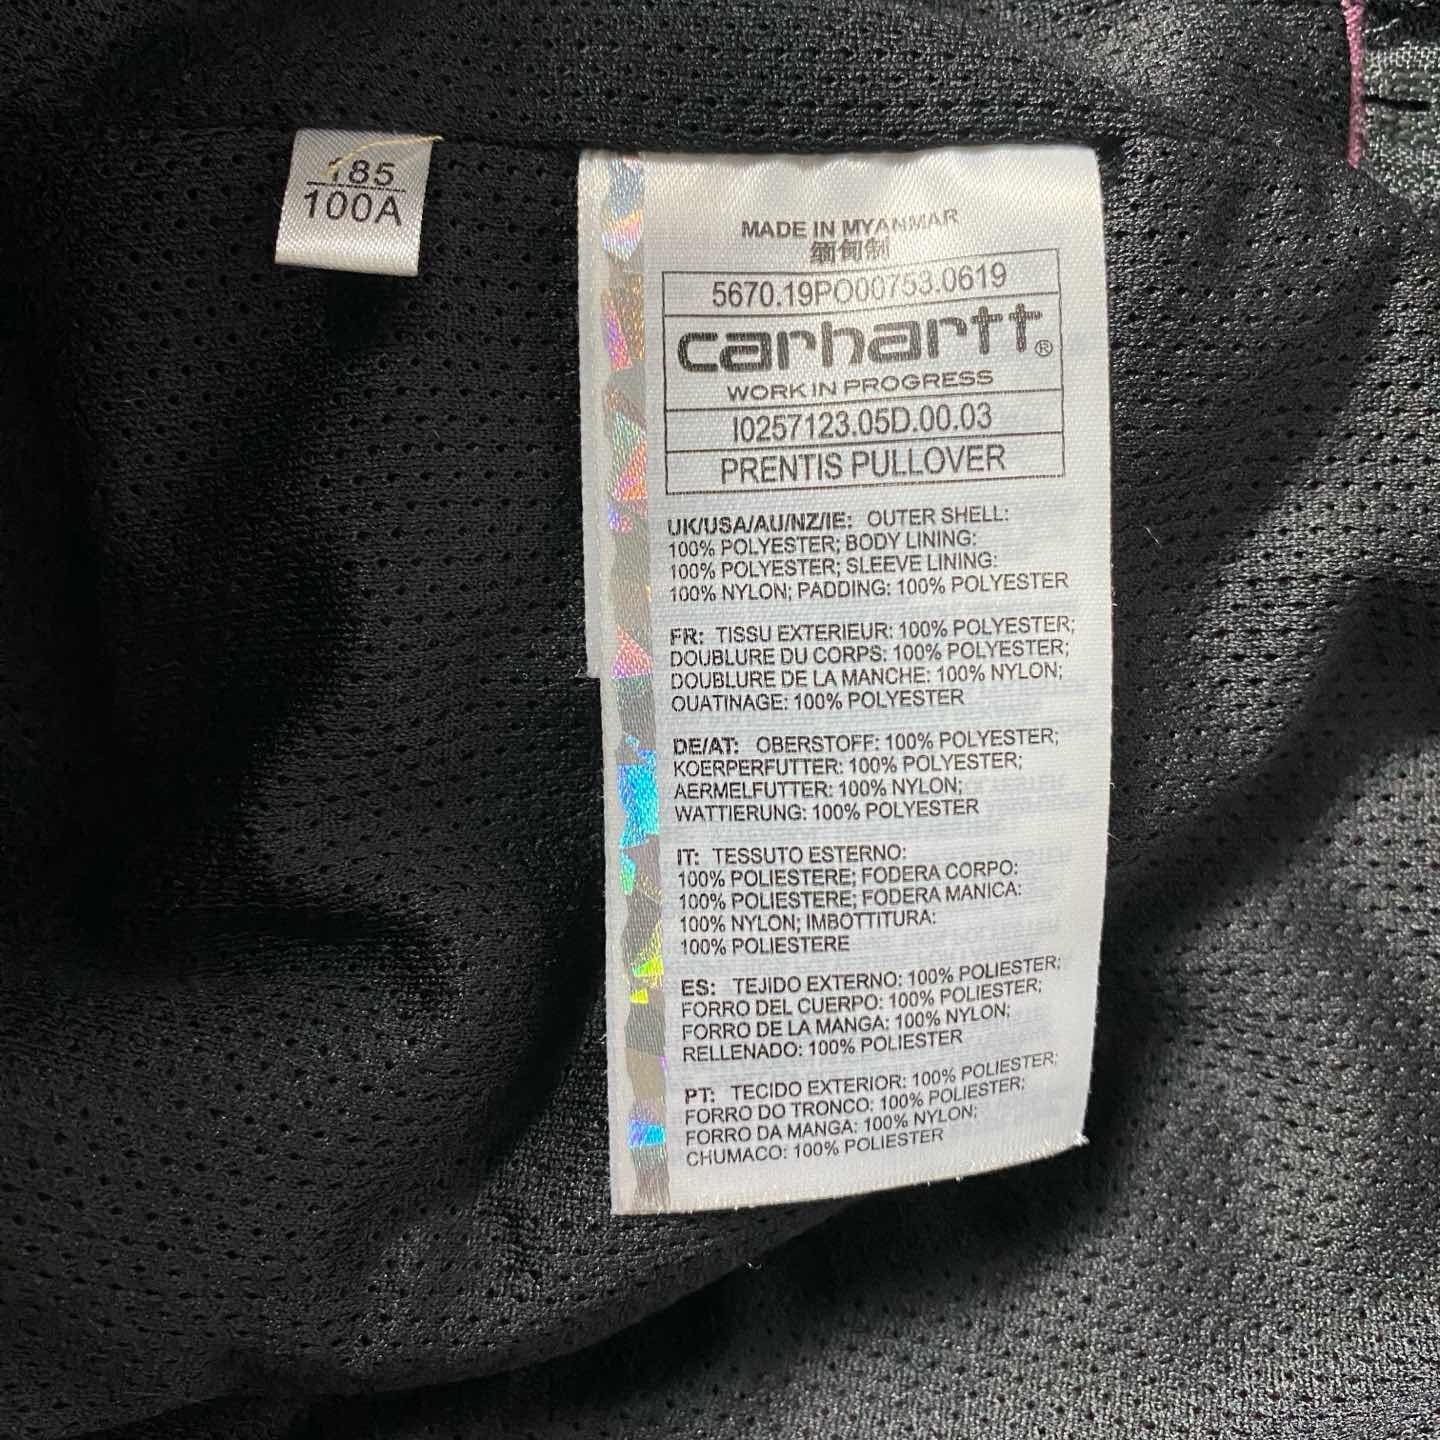 185
100A
MADE IN MYANMAR
缅甸制
5670.19PO00753.0619
carhartt®
WORK IN PROGRESS
I0257123.05D.00.03
PRENTIS PULLOVER
UK/USA/AU/NZ/IE: OUTER SHELL:
100% POLYESTER; BODY LINING:
100% POLYESTER; SLEEVE LINING:
100% NYLON; PADDING: 100% POLYESTER
FR: TISSU EXTERIEUR: 100% POLYESTER;
DOUBLURE DU CORPS: 100% POLYESTER;
DOUBLURE DE LA MANCHE: 100% NYLON;
OUATINAGE: 100% POLYESTER
DE/AT: OBERSTOFF: 100% POLYESTER;
KOERPERFUTTER: 100% POLYESTER;
AERMELFUTTER: 100% NYLON;
WATTIERUNG: 100% POLYESTER
IT: TESSUTO ESTERNO:
100% POLIESTERE; FODERA CORPO:
100% POLIESTERE; FODERA MANICA:
100% NYLON; IMBOTTITURA:
100% POLIESTERE
ES: TEJIDO EXTERNO: 100% POLIESTER;
FORRO DEL CUERPO: 100% POLIESTER;
FORRO DE LA MANGA: 100% NYLON;
RELLENADO: 100% POLIESTER
PT: TECIDO EXTERIOR: 100% POLIESTER;
FORRO DO TRONCO: 100% POLIESTER;
FORRO DA MANGA: 100% NYLON;
CHUMACO: 100% POLIESTER